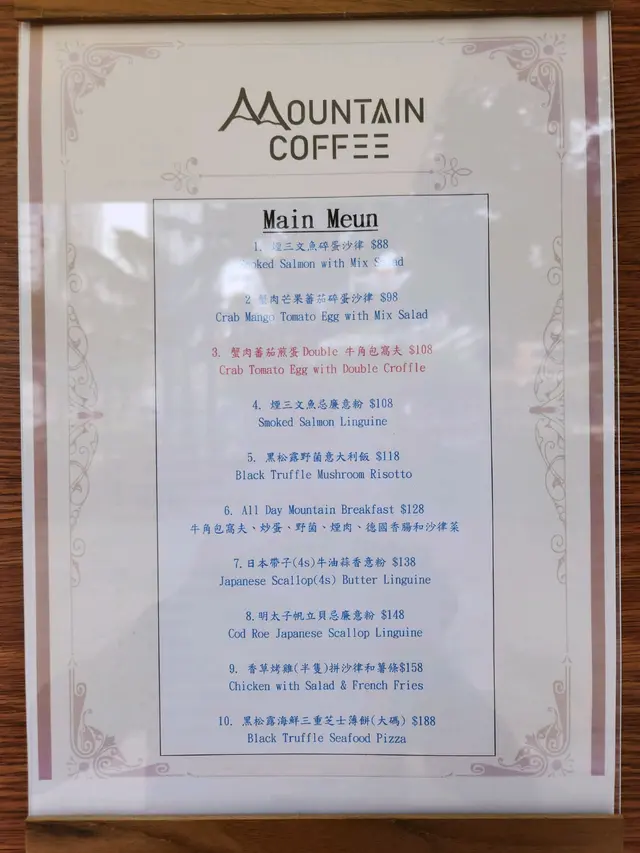 MOUNTAIN
COFFEE
Main Meun
1. 煙三文魚碎蛋沙律 $88
Smoked Salmon with Mix Salad
2 蟹肉芒果蕃茄碎蛋沙律 $98
Crab Mango Tomato Egg with Mix Salad
3. 蟹肉蕃茄煎蛋 Double 牛角包窩夫 $108
Crab Tomato Egg with Double Croffle
4. 煙三文魚忌廉意粉 $108
Smoked Salmon Linguine
5. 黑松露野菌意大利飯 $118
Black Truffle Mushroom Risotto
6. All Day Mountain Breakfast $128
牛角包窩夫、炒蛋、野菌、煙肉、德國香腸和沙律菜
7.日本帶子(4s)牛油蒜香意粉 $138
Japanese Scallop(4s) Butter Linguine
8.明太子帆立貝忌廉意粉 $148
Cod Roe Japanese Scallop Linguine
9. 香草烤雞(半隻)拼沙律和薯條$158
Chicken with Salad & French Fries
10. 黑松露海鮮三重芝士薄餅(大碼) $188
Black Truffle Seafood Pizza